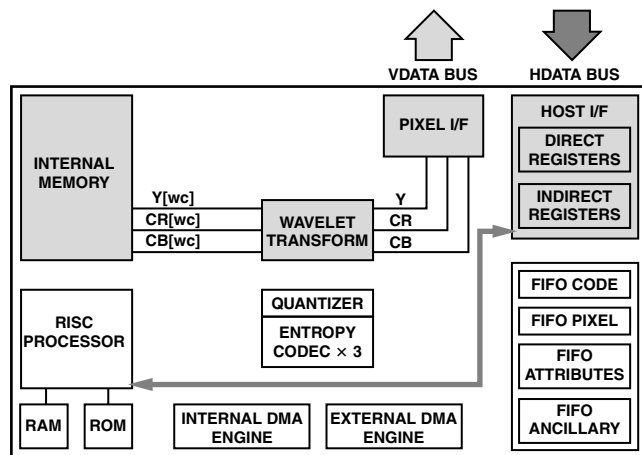 VDATA BUS
HDATA BUS
INTERNAL
MEMORY
PIXEL I/F
HOST I/F
DIRECT
REGISTERS
INDIRECT
REGISTERS
Y[wc]
CR[wc]
CB[wc]
WAVELET
TRANSFORM
Y
CR
CB
RISC
PROCESSOR
RAM
ROM
QUANTIZER
ENTROPY
CODEC × 3
INTERNAL DMA
ENGINE
EXTERNAL DMA
ENGINE
FIFO CODE
FIFO PIXEL
FIFO
ATTRIBUTES
FIFO
ANCILLARY